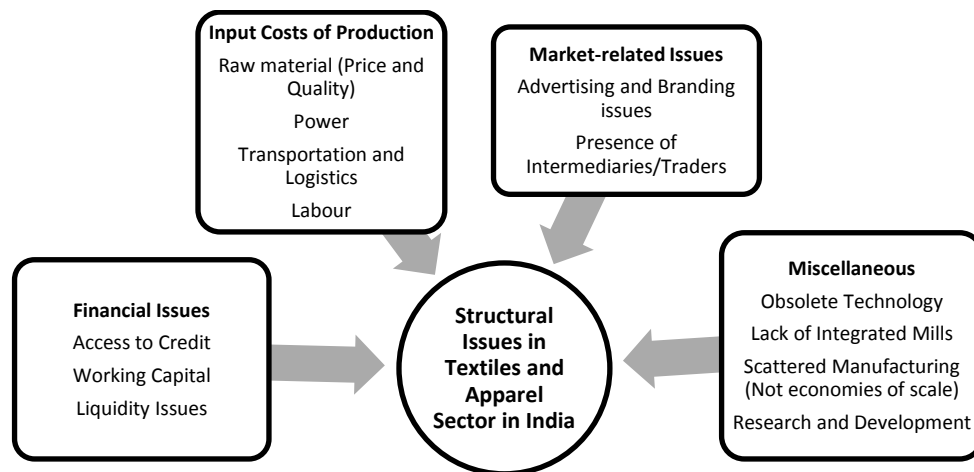 Input Costs of Production
Raw material (Price and
Quality)
Power
Transportation and
Logistics
Labour
Market-related Issues
Advertising and Branding
issues
Presence of
Intermediaries/Traders
Financial Issues
Access to Credit
Working Capital
Liquidity Issues
Structural
Issues in
Textiles and
Apparel
Sector in India
Miscellaneous
Obsolete Technology
Lack of Integrated Mills
Scattered Manufacturing
(Not economies of scale)
Research and Development